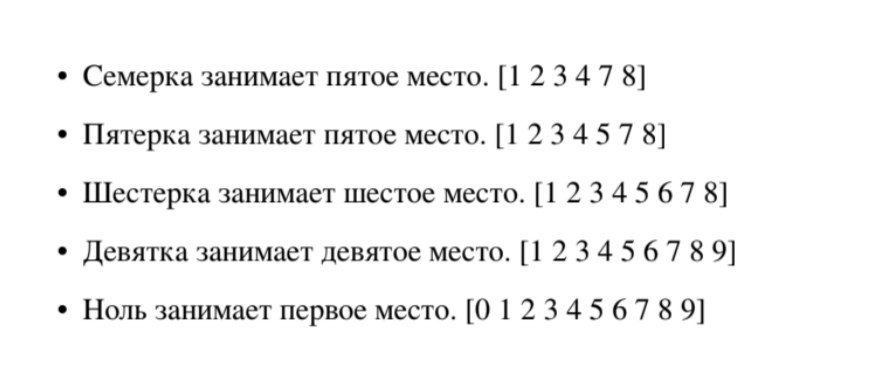 • Семерка занимает пятое место. [1 2 3 4 7 8]
• Пятерка занимает пятое место. [1 2 3 4 5 7 8]
• Шестерка занимает шестое место. [1 2 3 4 5 6 7 8]
• Девятка занимает девятое место. [1 2 3 4 5 6 7 8 9]
• Ноль занимает первое место. [0 1 2 3 4 5 6 7 8 9]